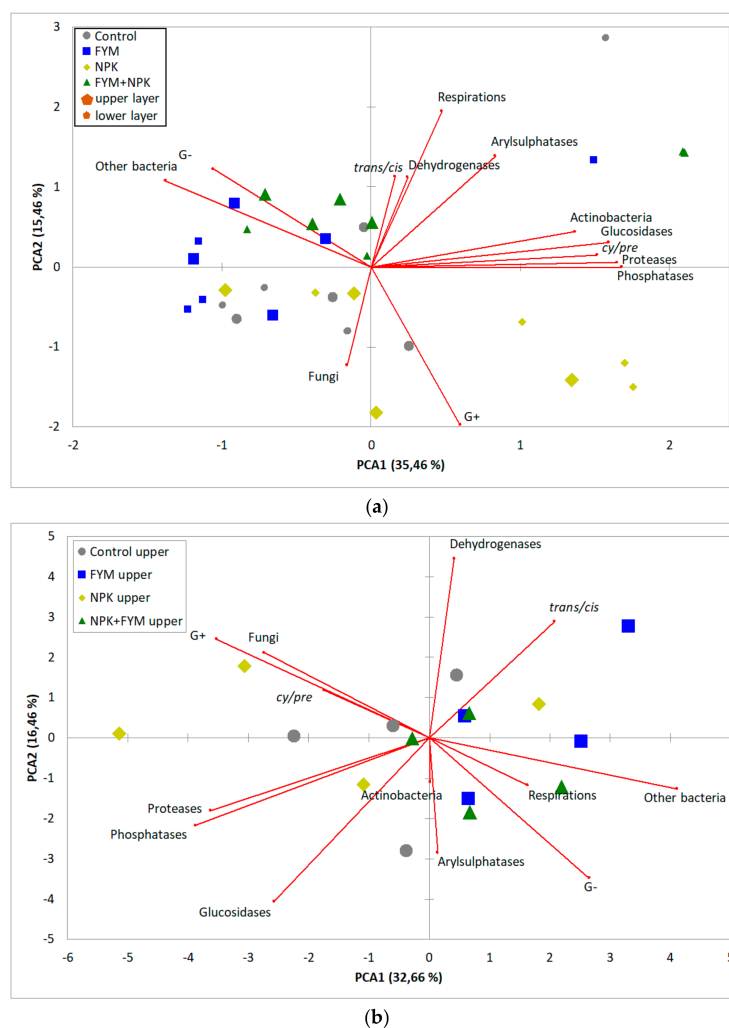 3
Control
FYM
NPK
FYM+NPK
upper layer
lower layer
Respirations
2
Arylsulphatases
G-
trans/cis
Dehydrogenases
Other bacteria
1
Actinobacteria
Glucosidases
cy/pre
Proteases
Phosphatases
0
PCA2 (15,46 %)
-1
Fungi
G+
-2
-2
-1
0
1
2
PCA1 (35,46 %)
(a)
5
Control upper
FYM upper
NPK upper
NPK+FYM upper
Dehydrogenases
4
3
trans/cis
G+
Fungi
2
cy/pre
1
0
PCA2 (16,46 %)
-1
Actinobacteria
Respirations
Other bacteria
Proteases
Phosphatases
-2
Arylsulphatases
-3
G-
Glucosidases
-4
-5
-6
-5
-4
-3
-2
-1
0
1
2
3
4
5
PCA1 (32,66 %)
(b)